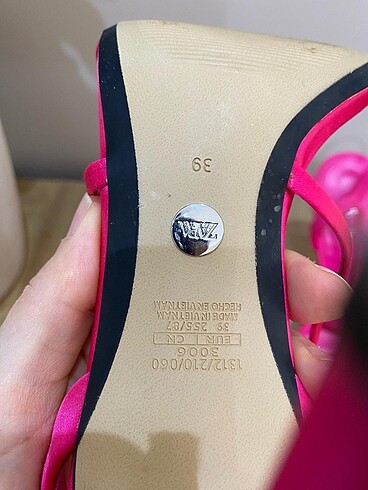 1312/210/060
3006
EUR CN
39 255/87
MADE IN VIETNAM
HECHO EN VIETNAM
ZARA
39